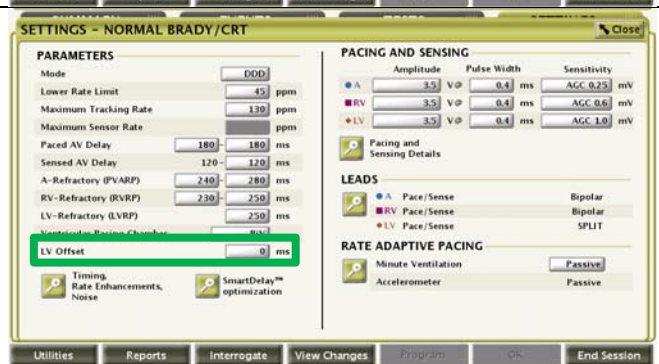 SETTINGS - NORMAL BRADY/CRT
Close
PARAMETERS
Mode DDD
Lower Rate Limit 45 ppm
Maximum Tracking Rate 130 ppm
Maximum Sensor Rate ppm
Paced AV Delay 180 - 180 ms
Sensed AV Delay 120 - 120 ms
A-Refractory (PVARP) 240 - 280 ms
RV-Refractory (RVRP) 230 - 250 ms
LV-Refractory (LVRP) 250 ms
Ventricular Pacing Chamber BiV
LV Offset 0 ms
Timing,
Rate Enhancements,
Noise
SmartDelay™
optimization
PACING AND SENSING
Amplitude Pulse Width Sensitivity
A 3.5 V@ 0.4 ms AGC 0.25 mV
RV 3.5 V@ 0.4 ms AGC 0.6 mV
LV 3.5 V@ 0.4 ms AGC 1.0 mV
Pacing and
Sensing Details
LEADS
A Pace/Sense Bipolar
RV Pace/Sense Bipolar
LV Pace/Sense SPLIT
RATE ADAPTIVE PACING
Minute Ventilation Passive
Accelerometer Passive
Utilities Reports Interrogate View Changes Program OK End Session